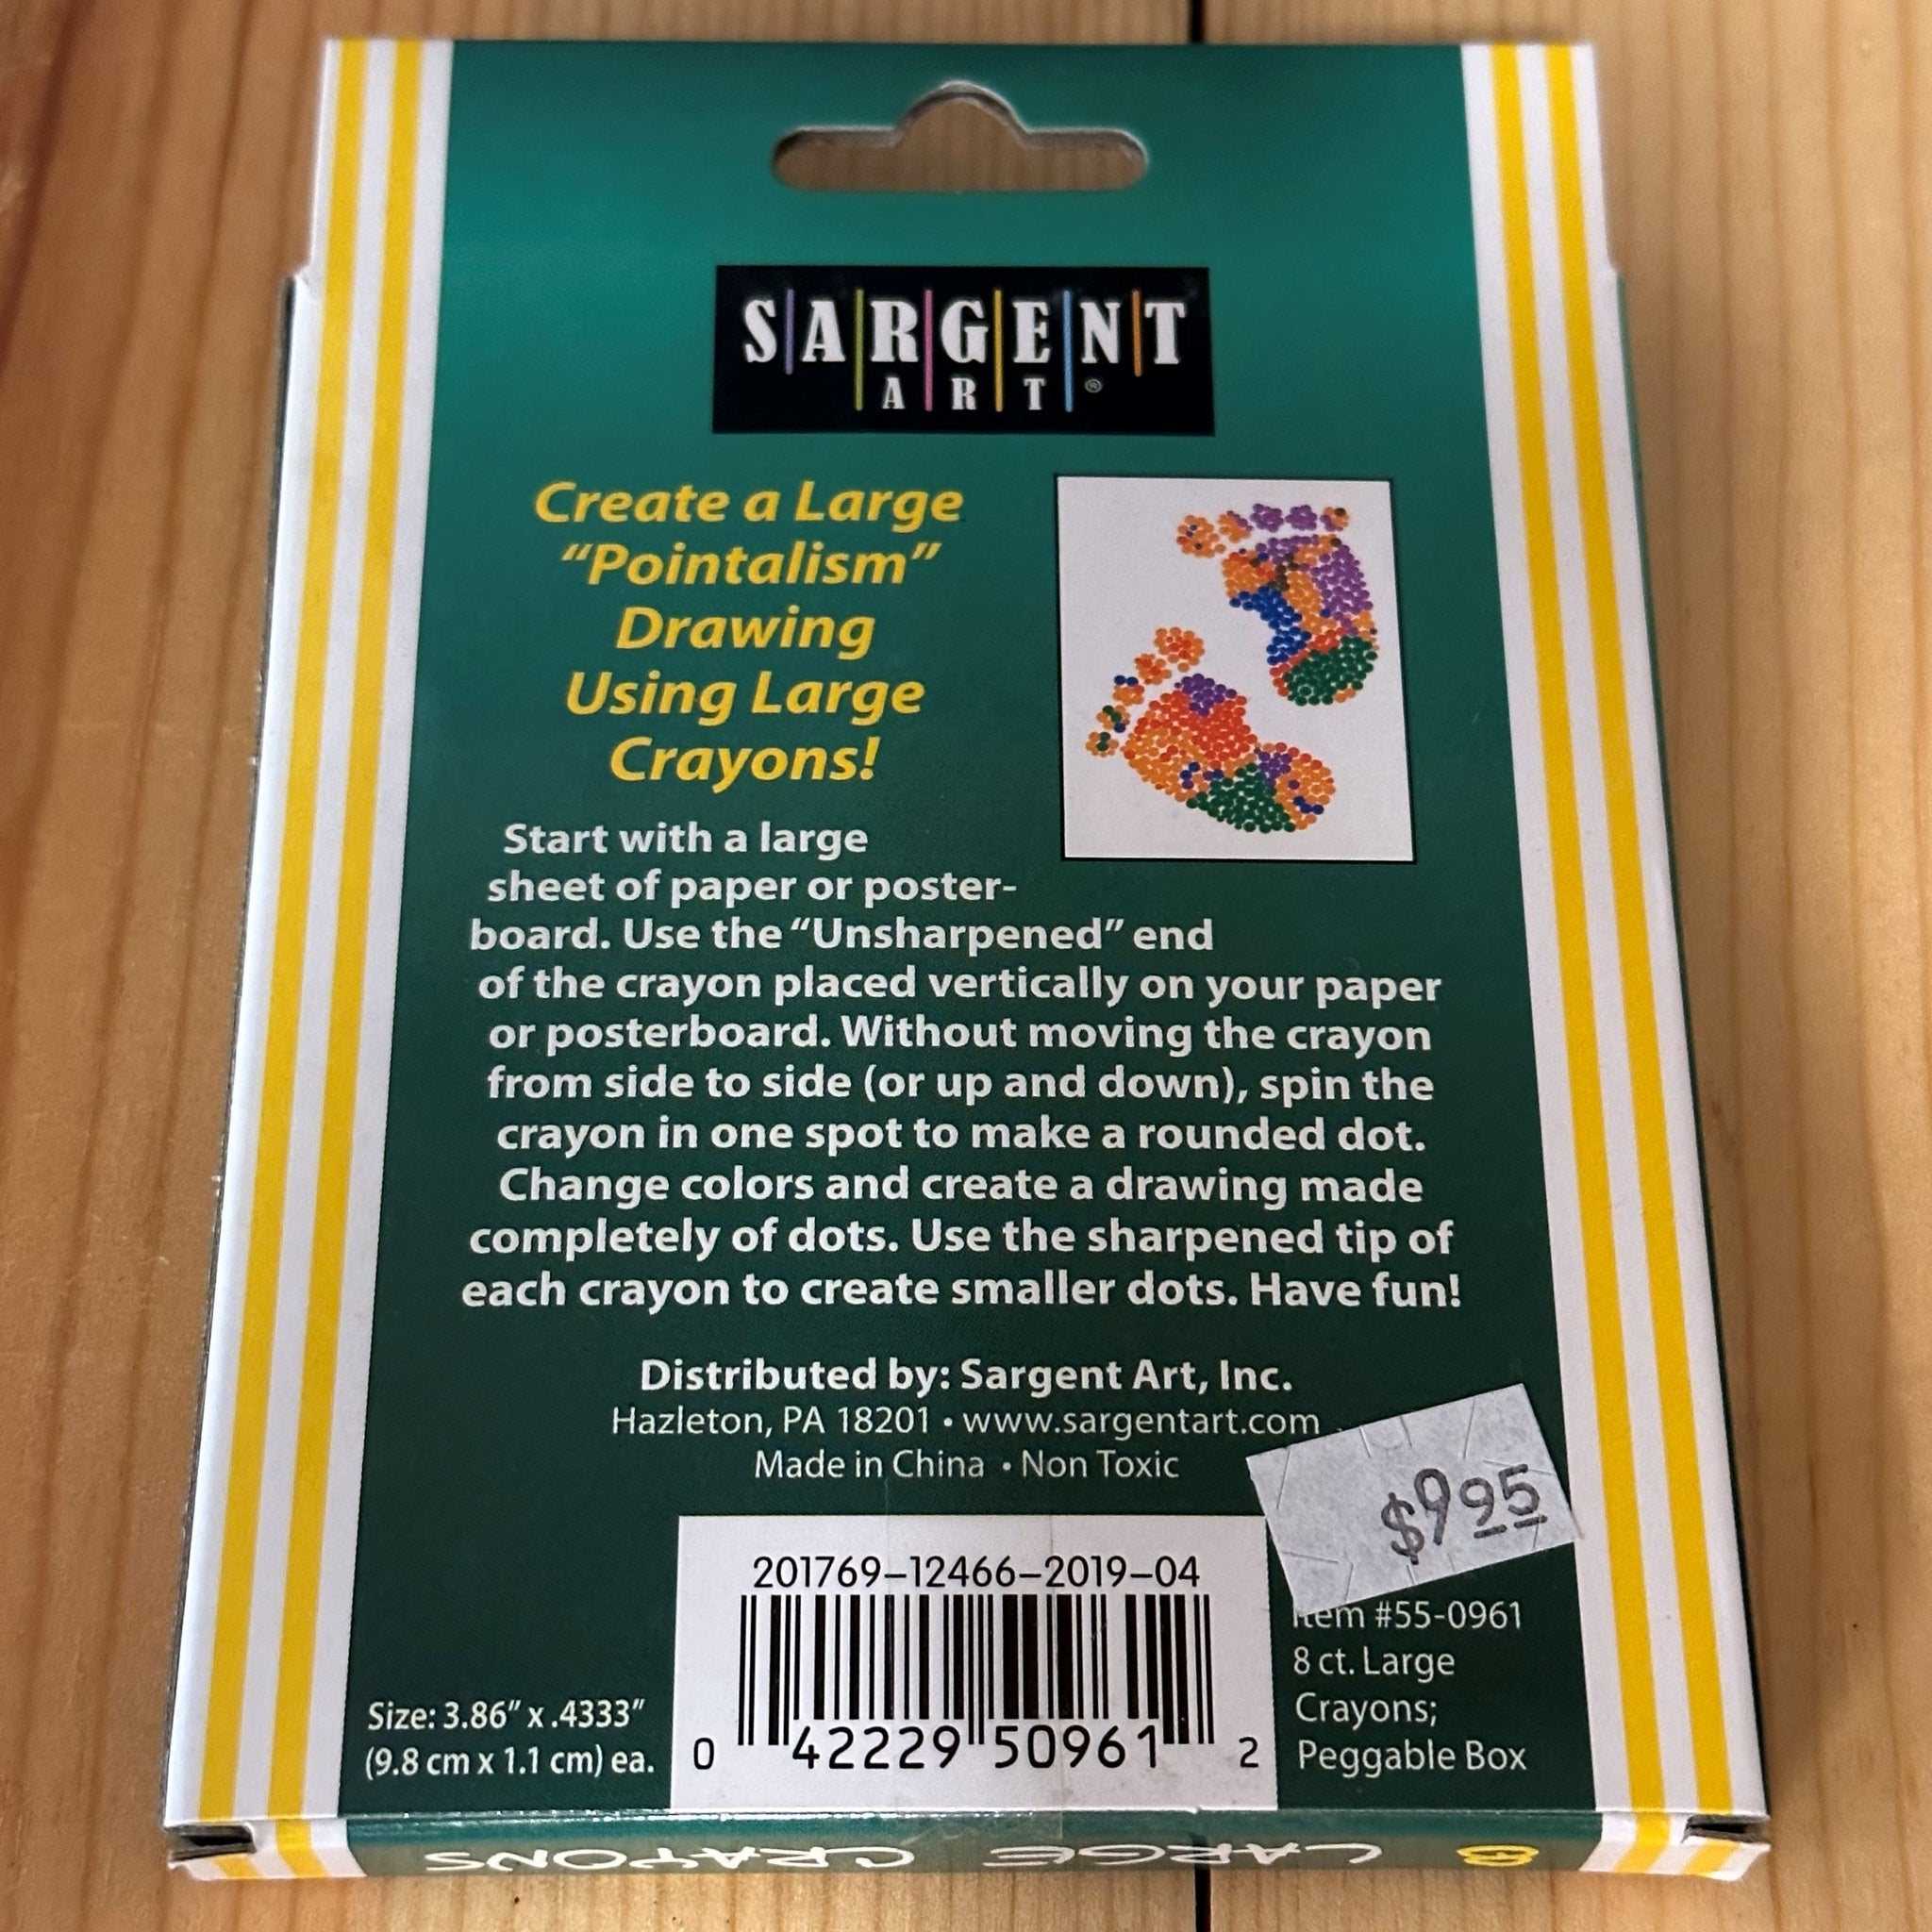 SARGENT
ART®
Create a Large
“Pointalism”
Drawing
Using Large
Crayons!
Start with a large
sheet of paper or poster-
board. Use the “Unsharpened” end
of the crayon placed vertically on your paper
or posterboard. Without moving the crayon
from side to side (or up and down), spin the
crayon in one spot to make a rounded dot.
Change colors and create a drawing made
completely of dots. Use the sharpened tip of
each crayon to create smaller dots. Have fun!
Distributed by: Sargent Art, Inc.
Hazleton, PA 18201 • www.sargentart.com
Made in China • Non Toxic
$9 95
201769-12466-2019-04
0 42229 50961 2
Size: 3.86” x .4333”
(9.8 cm x 1.1 cm) ea.
Item #55-0961
8 ct. Large
Crayons;
Peggable Box
8 LARGE CRAYONS